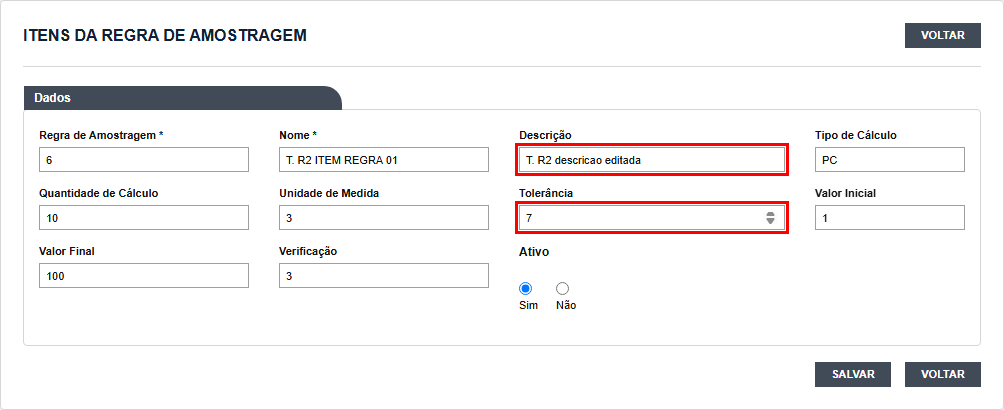 ITENS DA REGRA DE AMOSTRAGEM
VOLTAR
Dados
Regra de Amostragem * Nome * Descrição Tipo de Cálculo
6 T. R2 ITEM REGRA 01 T. R2 descricao editada PC
Quantidade de Cálculo Unidade de Medida Tolerância Valor Inicial
10 3 7 1
Valor Final Verificação Ativo
100 3
Sim Não
SALVAR VOLTAR